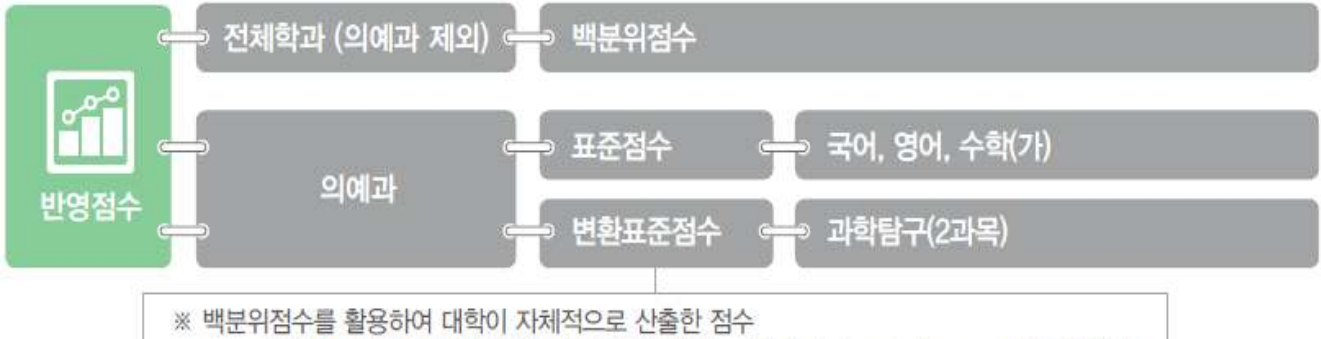 반영점수
전체학과 (의예과 제외)
백분위점수
의예과
표준점수
국어, 영어, 수학(가)
변환표준점수
과학탐구(2과목)
※ 백분위점수를 활용하여 대학이 자체적으로 산출한 점수